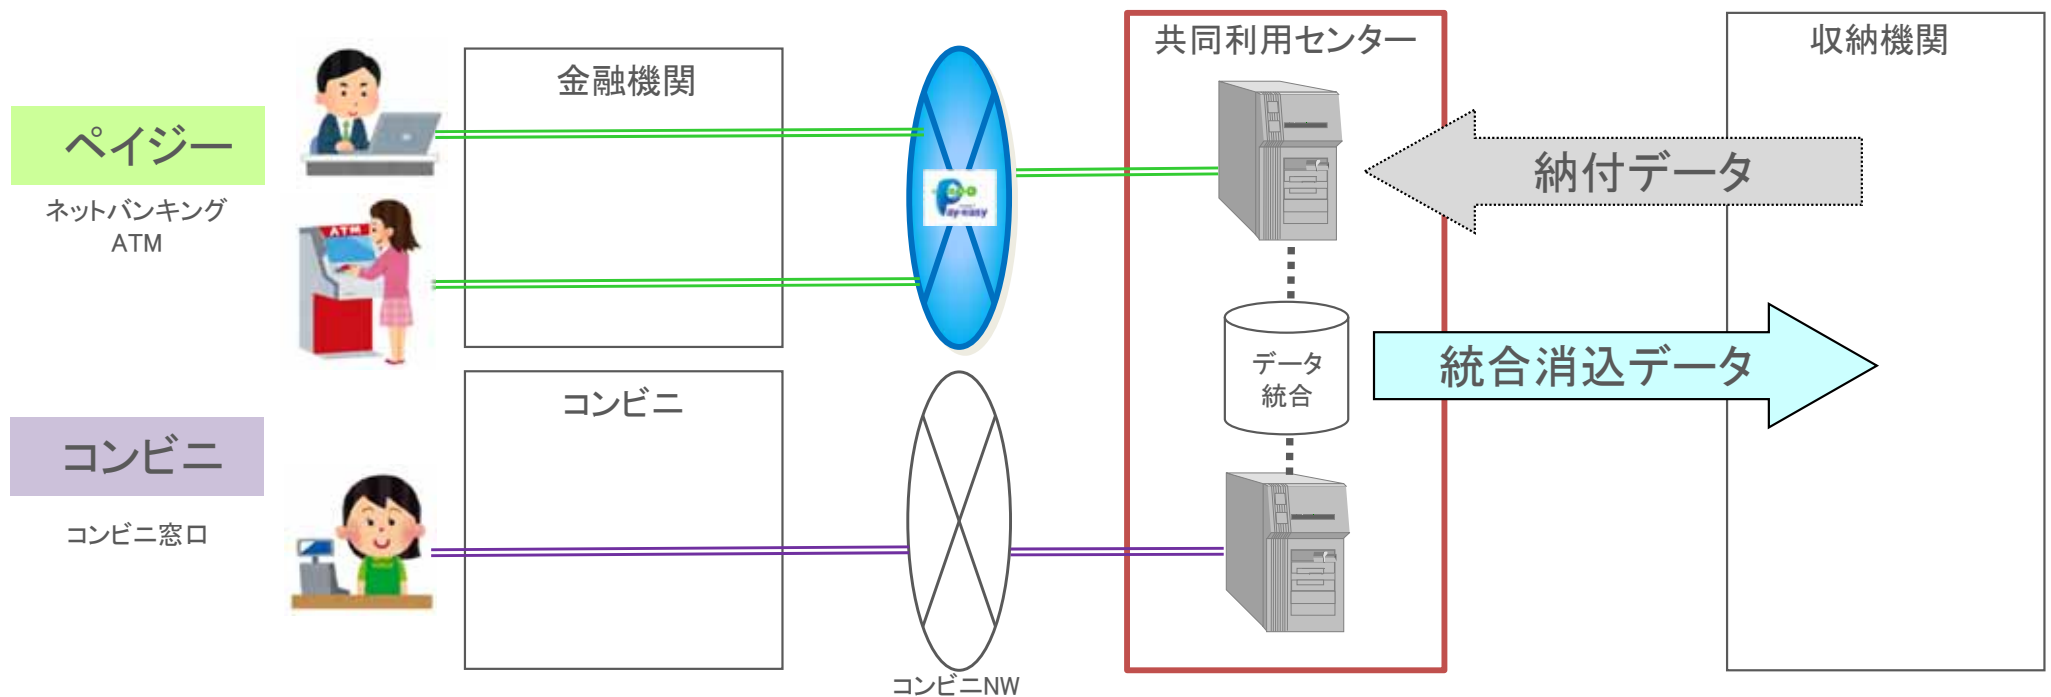 ペイジー
ネットバンキング
ATM
ATM
金融機関
Pay-easy
共同利用センター
収納機関
納付データ
データ
統合
統合消込データ
コンビニ
コンビニ窓口
コンビニ
コンビニNW